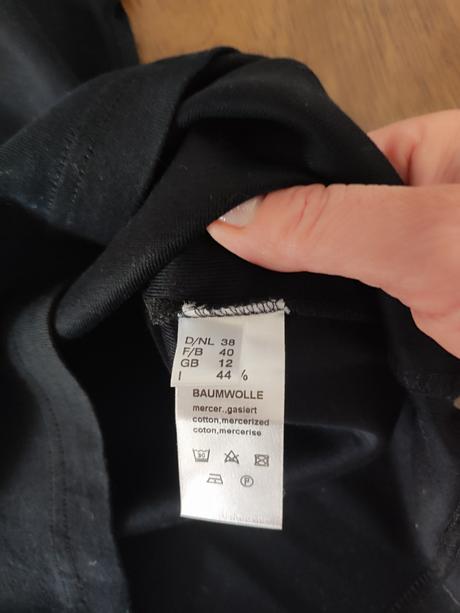 D/NL 38
F/B 40
GB 12
I 44 %
BAUMWOLLE
mercer.,gasiert
cotton,mercerized
coton,mercerise
P